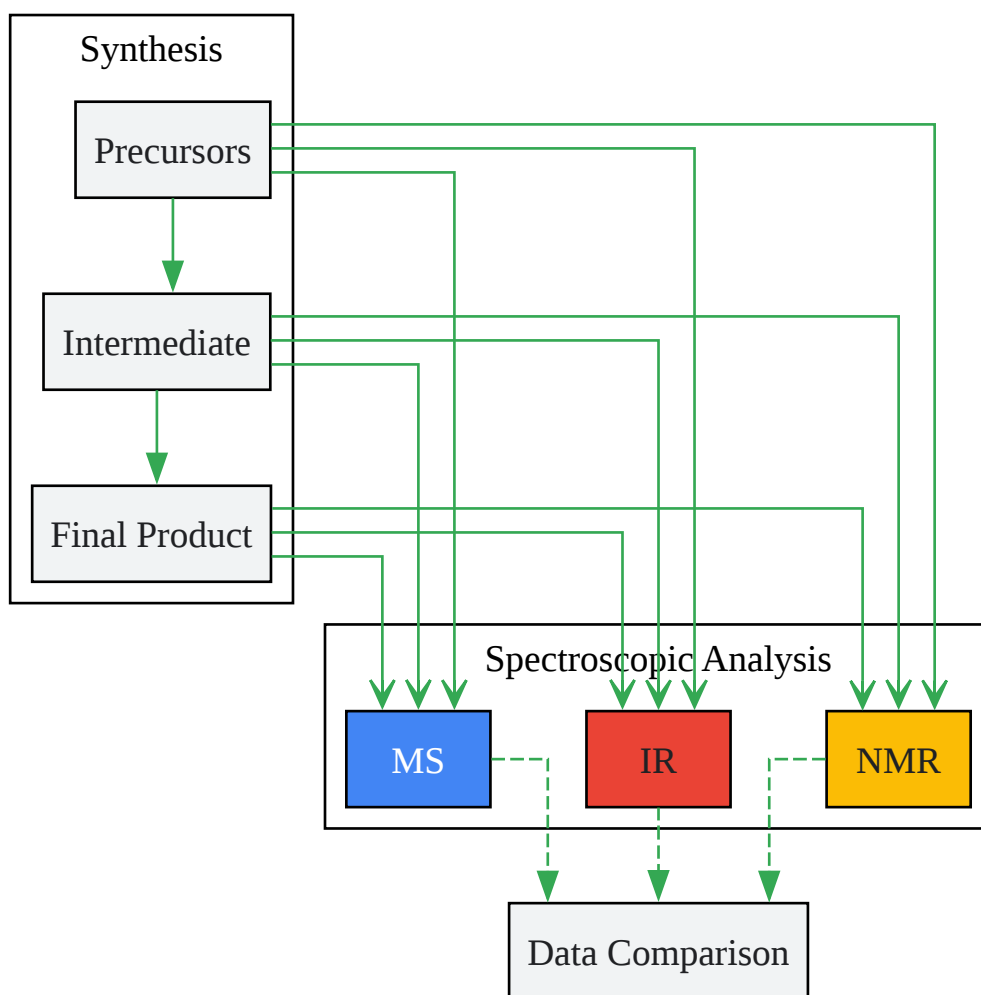 Synthesis
Precursors
Intermediate
Final Product
Spectroscopic Analysis
MS
IR
NMR
Data Comparison